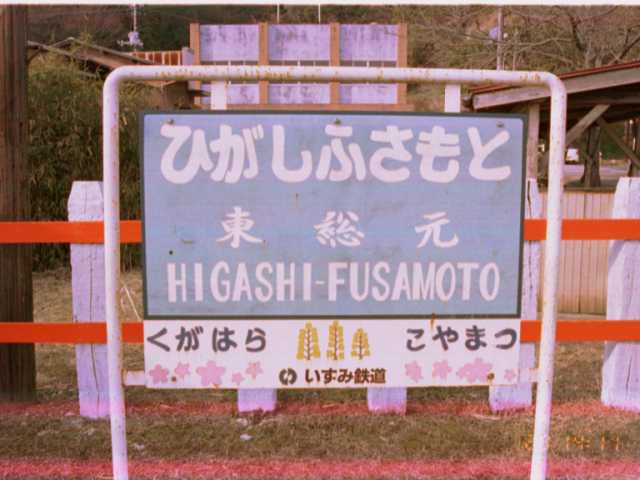 ひがしふさもと
東 総 元
HIGASHI-FUSAMOTO
くがはら こやまつ
いすみ鉄道